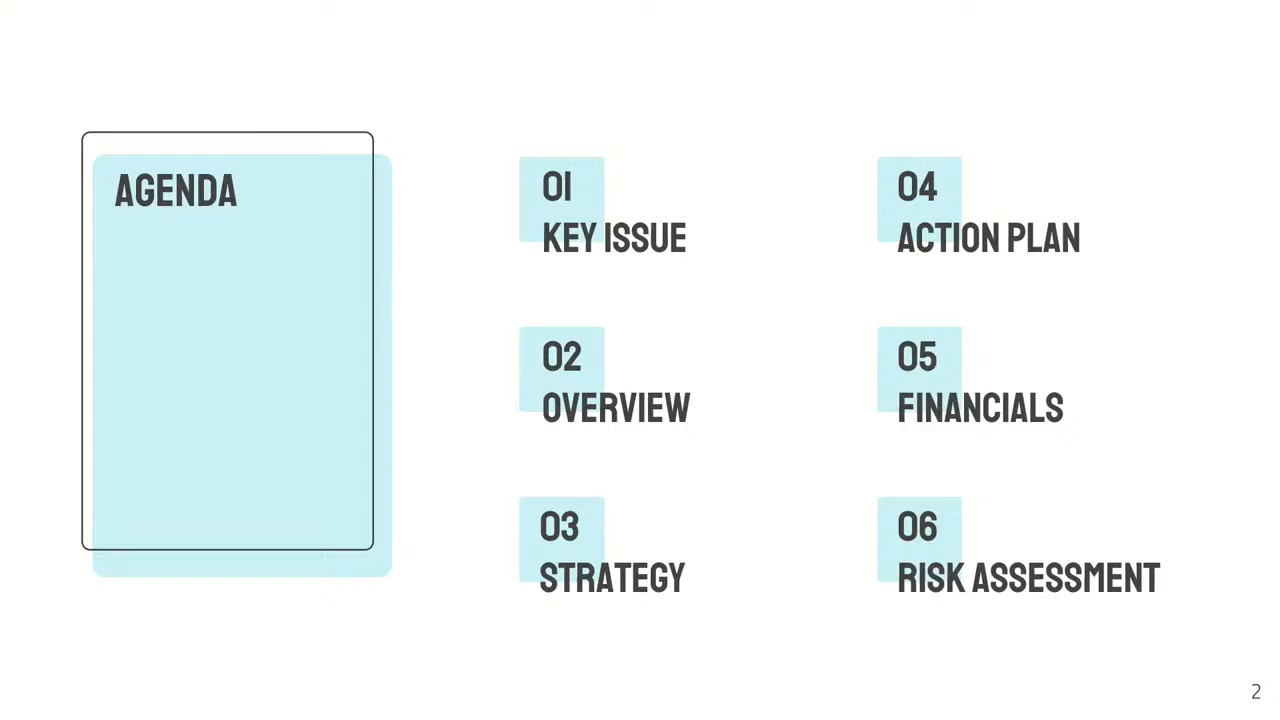 AGENDA
01
KEY ISSUE
02
OVERVIEW
03
STRATEGY
04
ACTION PLAN
05
FINANCIALS
06
RISK ASSESSMENT
2